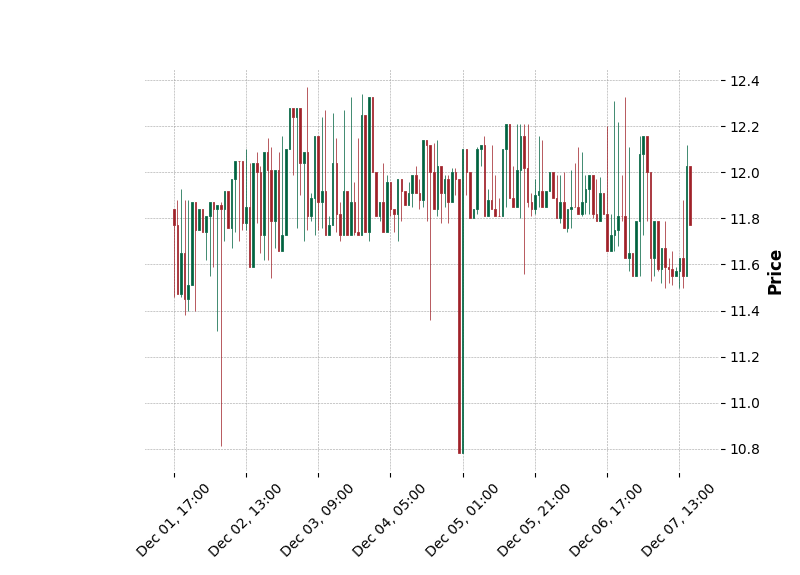 12.4
12.2
12.0
11.8
11.6
11.4
11.2
11.0
10.8
Price
Dec 01, 17:00
Dec 02, 13:00
Dec 03, 09:00
Dec 04, 05:00
Dec 05, 01:00
Dec 05, 21:00
Dec 06, 17:00
Dec 07, 13:00